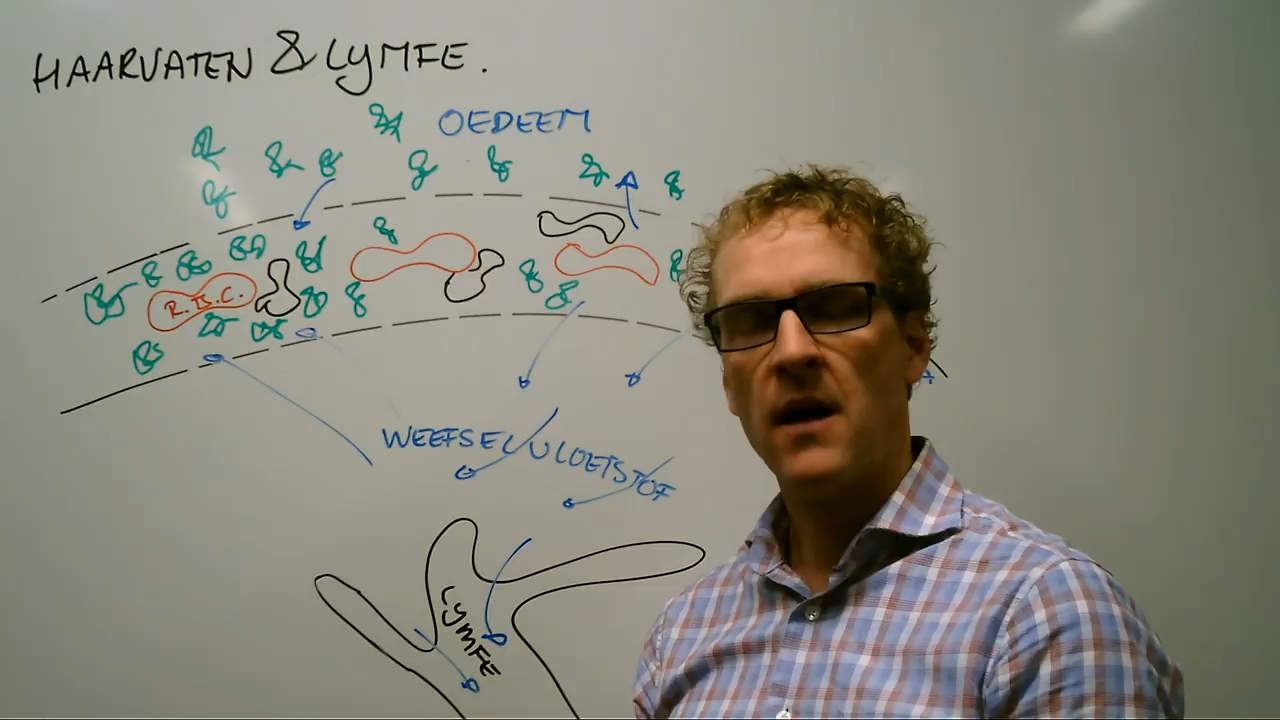 HAARVATEN & LYMFE.
OEDEEM
R.B.C.
WEEFSELVLOEISTOF
LYMFE